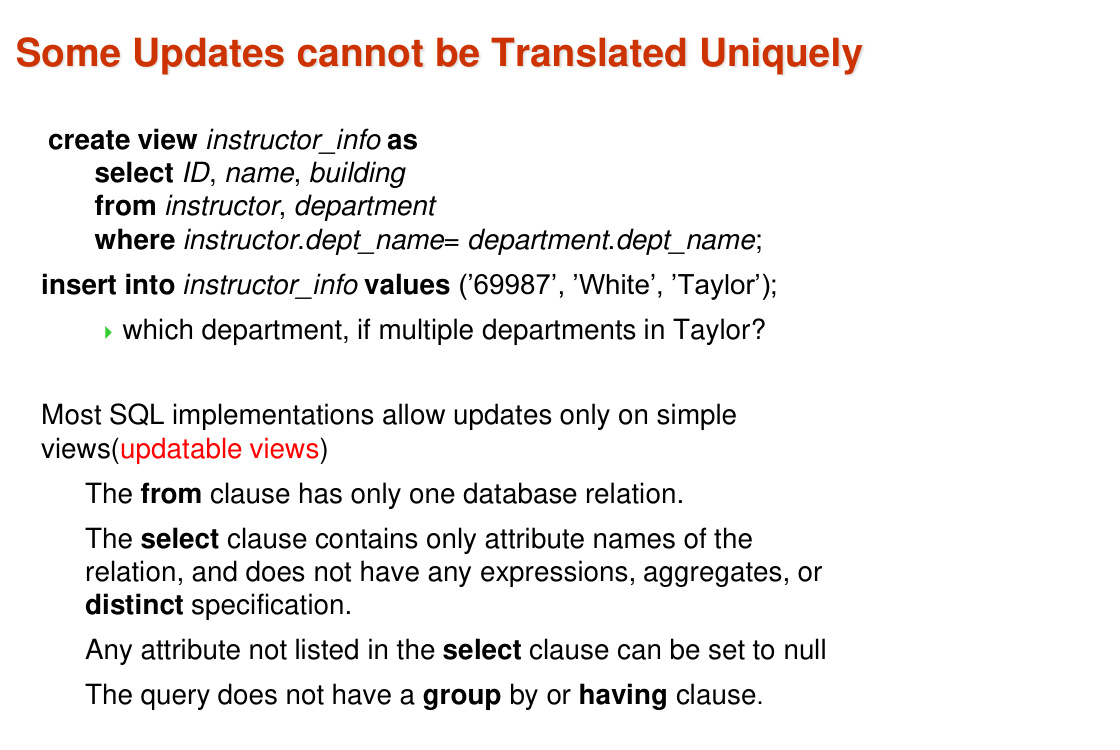 Some Updates cannot be Translated Uniquely
create view instructor_info as
select ID, name, building
from instructor, department
where instructor.dept_name= department.dept_name;
insert into instructor_info values (’69987’, ’White’, ’Taylor’);
which department, if multiple departments in Taylor?
Most SQL implementations allow updates only on simple
views(updatable views)
The from clause has only one database relation.
The select clause contains only attribute names of the
relation, and does not have any expressions, aggregates, or
distinct specification.
Any attribute not listed in the select clause can be set to null
The query does not have a group by or having clause.